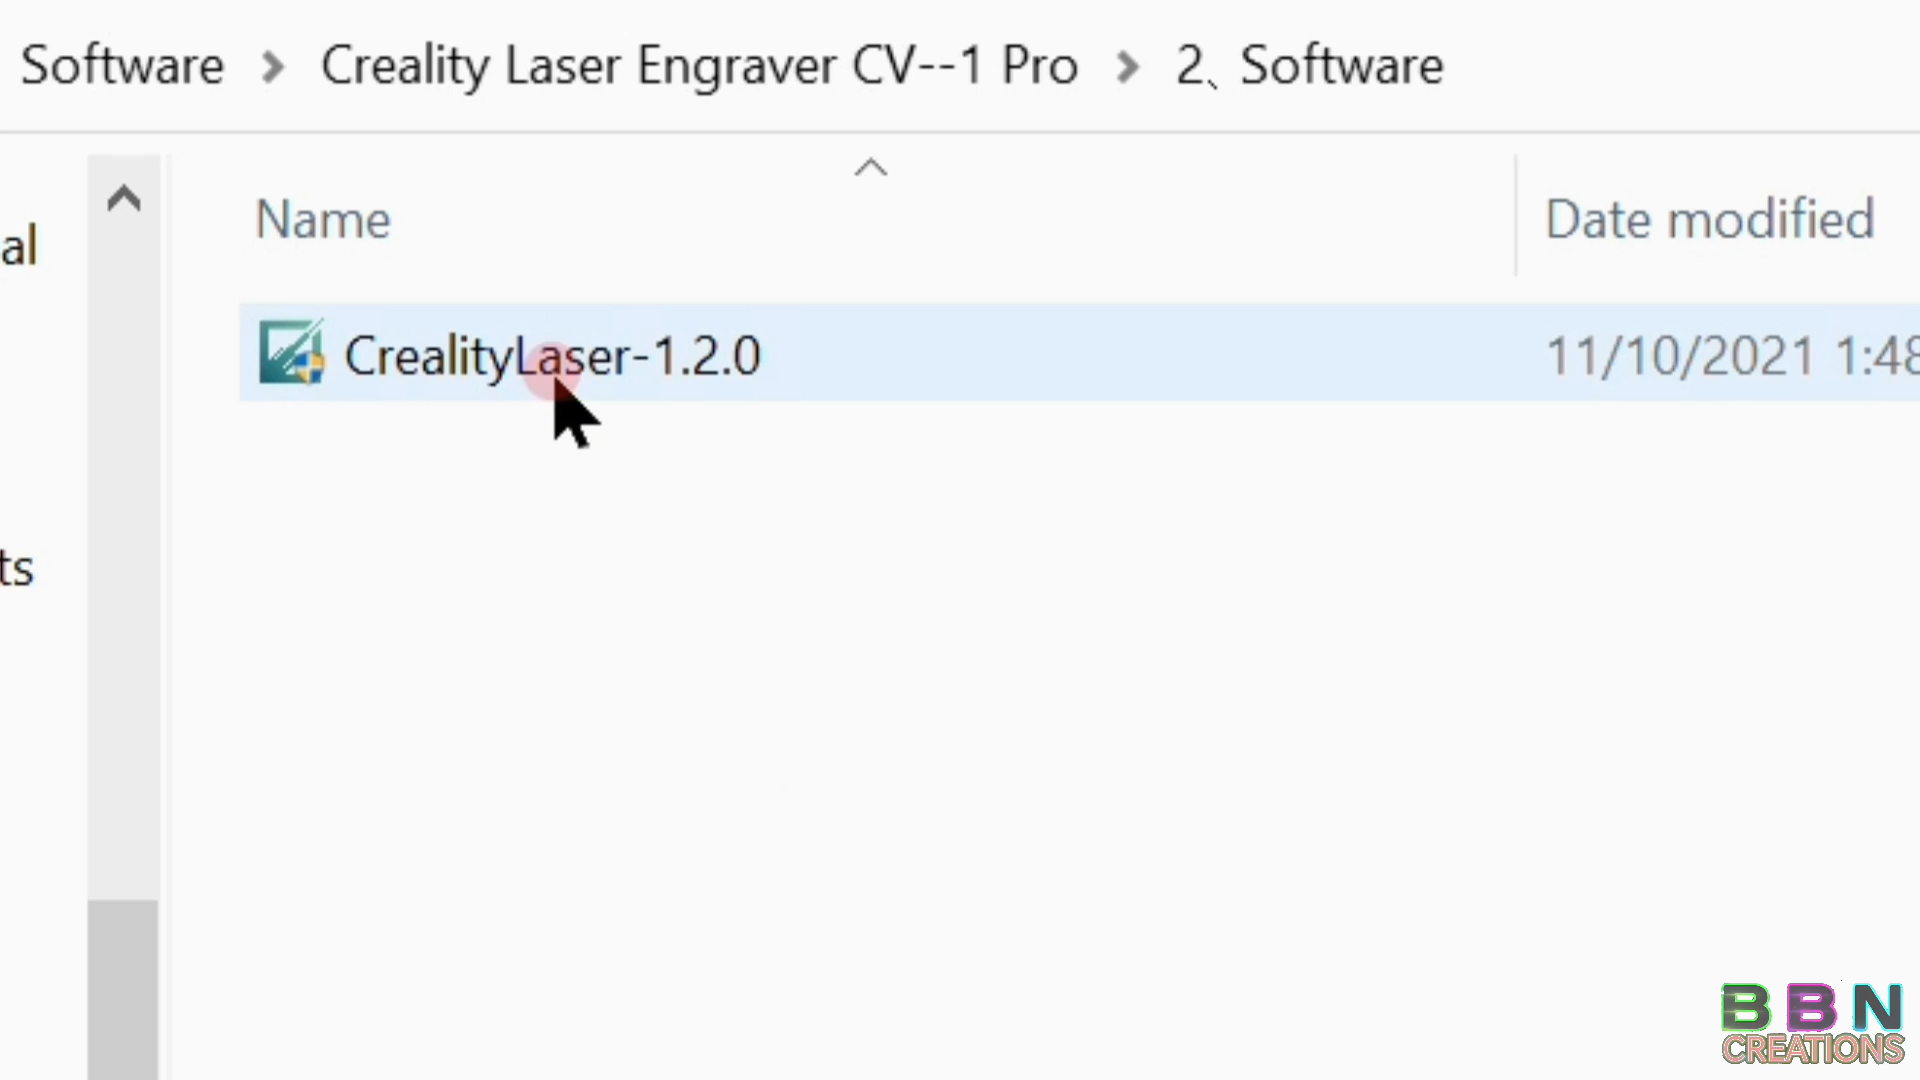 Software > Creality Laser Engraver CV--1 Pro > 2、Software
al
Name
Date modified
CrealityLaser-1.2.0
11/10/2021 1:48
ts
BBN
CREATIONS